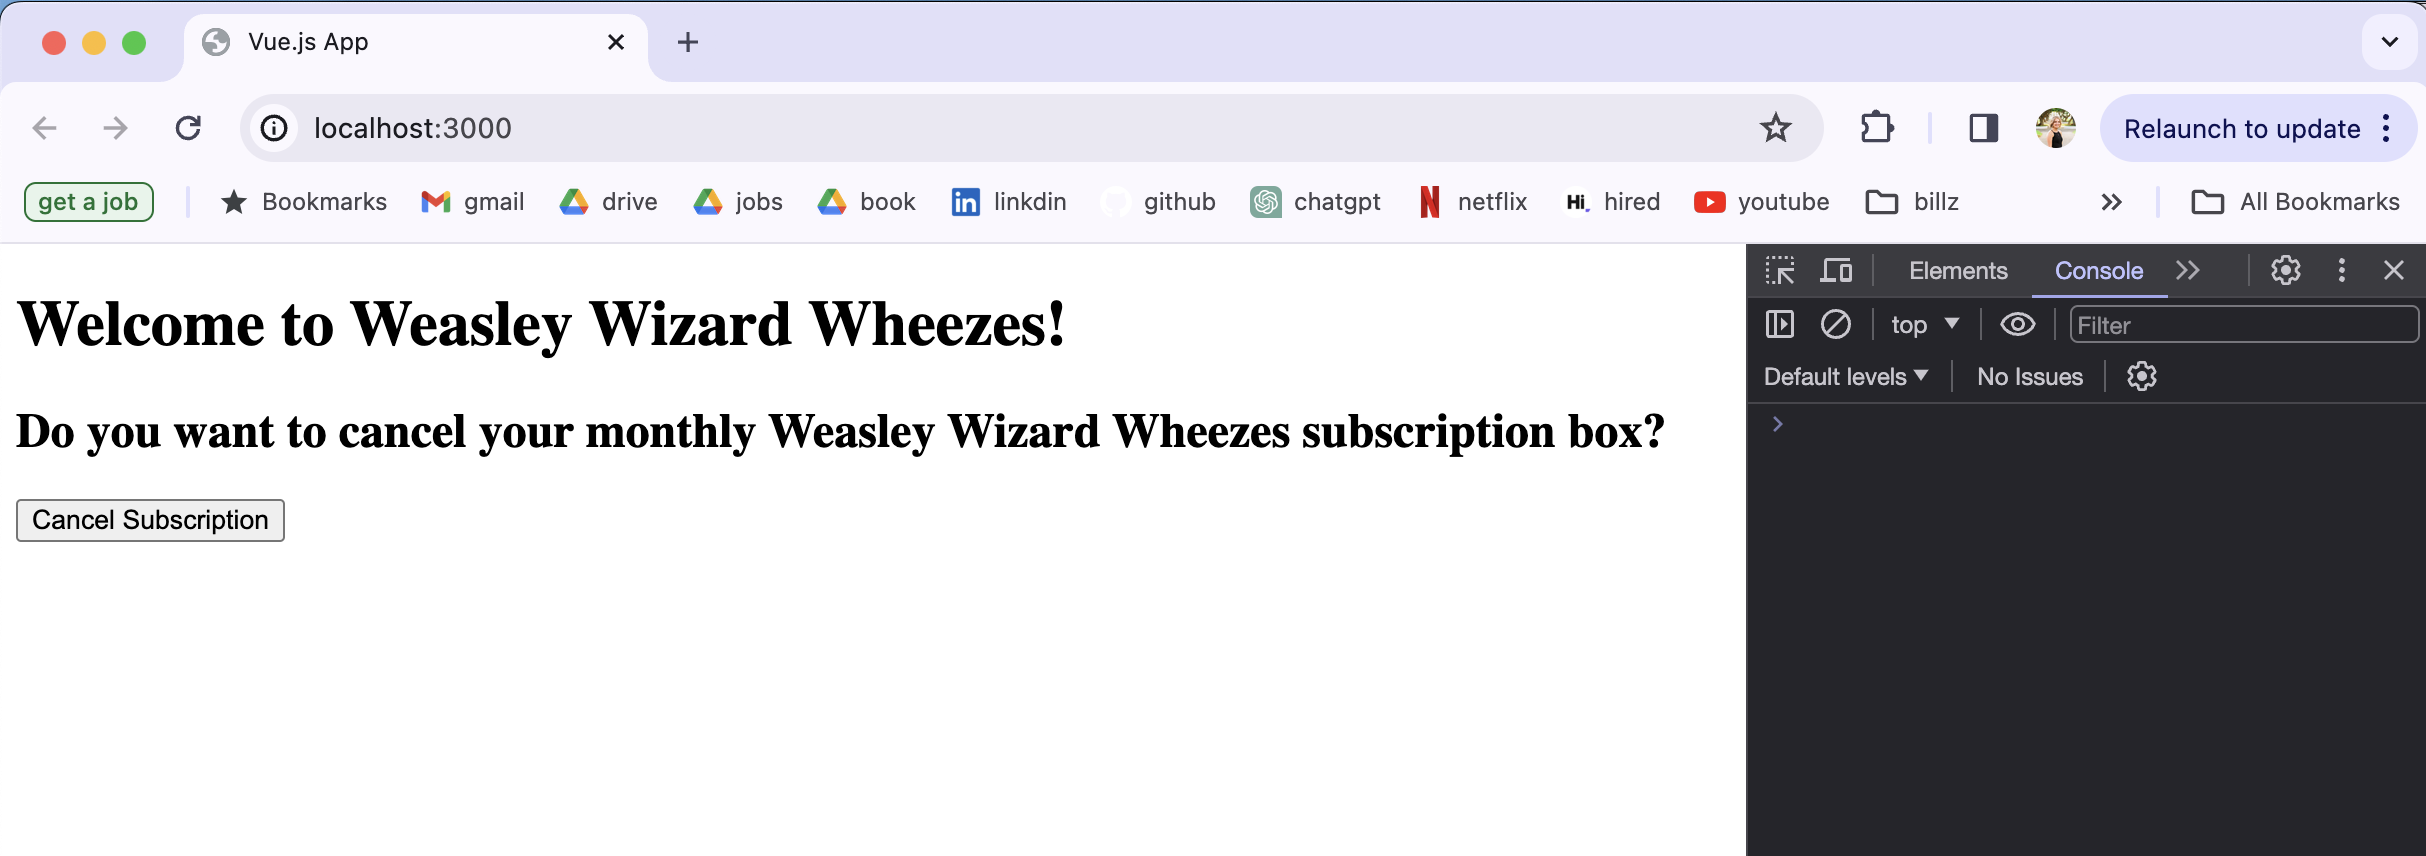 Vue.js App
localhost:3000
Relaunch to update
get a job Bookmarks gmail drive jobs book linkdin github chatgpt netflix Hi. hired youtube billz All Bookmarks
Welcome to Weasley Wizard Wheezes!
Do you want to cancel your monthly Weasley Wizard Wheezes subscription box?
Cancel Subscription
Elements Console
top Filter
Default levels No Issues